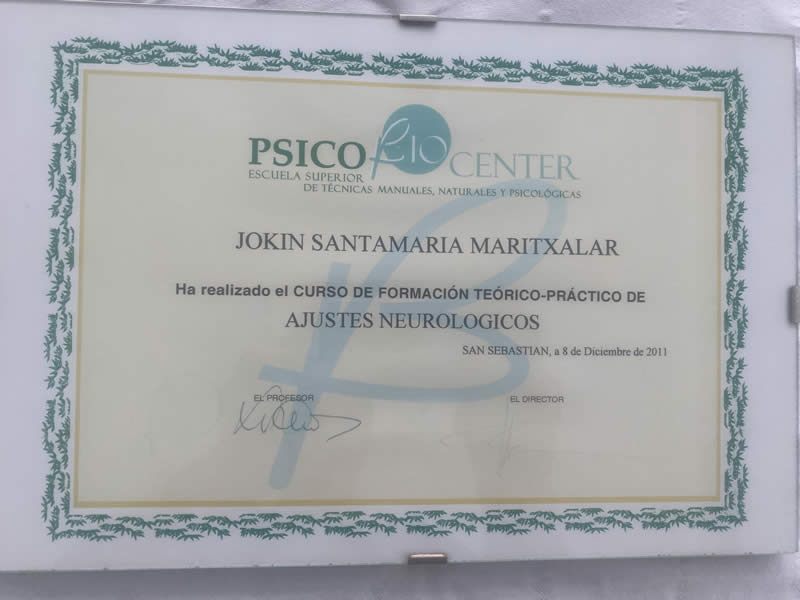 PSICO BIO CENTER
ESCUELA SUPERIOR
DE TÉCNICAS MANUALES, NATURALES Y PSICOLÓGICAS
JOKIN SANTAMARIA MARITXALAR
Ha realizado el CURSO DE FORMACIÓN TEÓRICO-PRÁCTICO DE
AJUSTES NEUROLOGICOS
SAN SEBASTIAN, a 8 de Diciembre de 2011
EL PROFESOR EL DIRECTOR